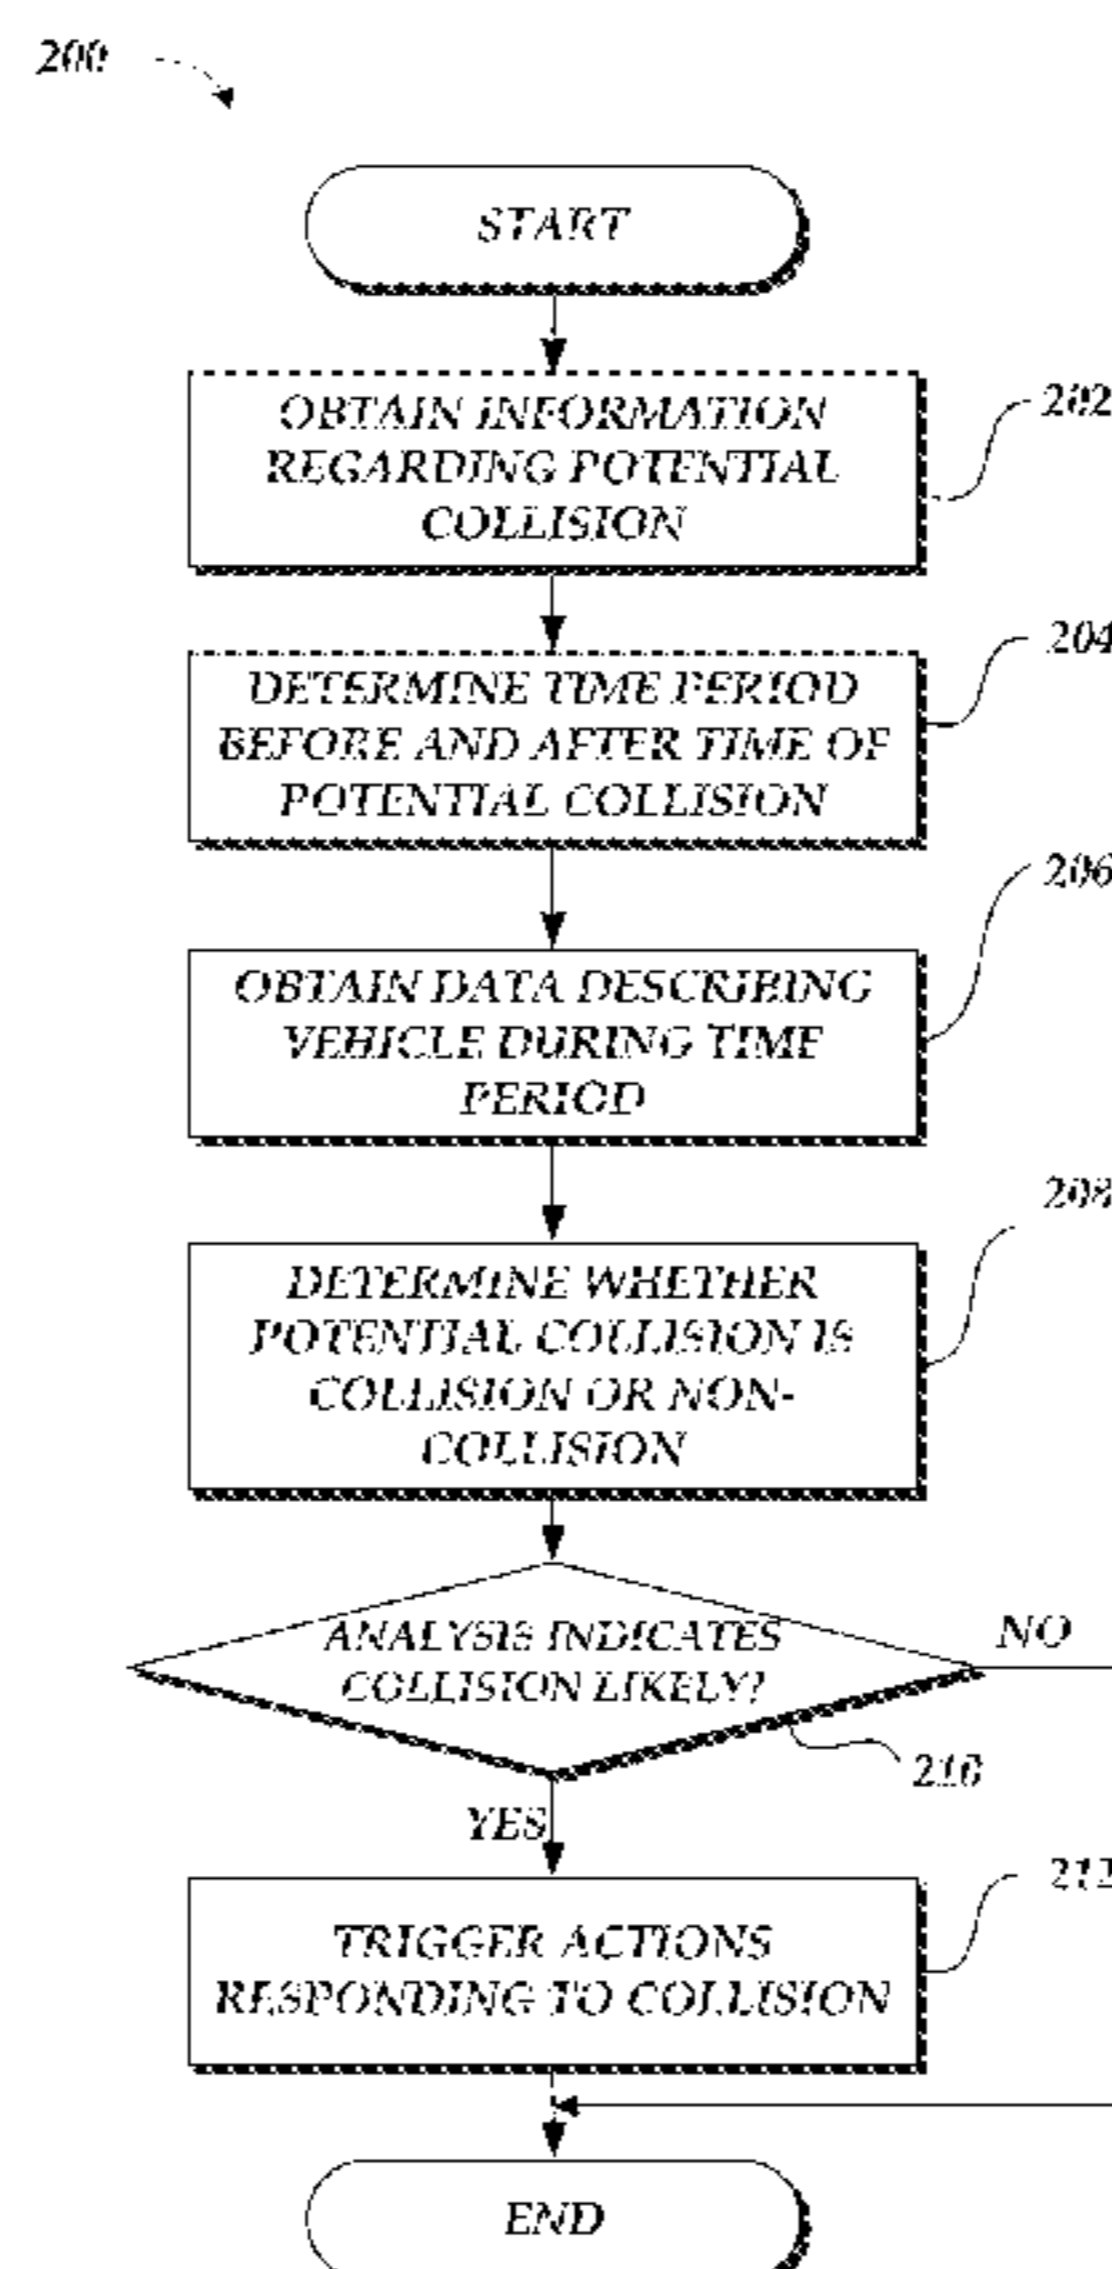 200
START
OBTAIN INFORMATION
REGARDING POTENTIAL
COLLISION
202
DETERMINE TIME PERIOD
BEFORE AND AFTER TIME OF
POTENTIAL COLLISION
204
OBTAIN DATA DESCRIBING
VEHICLE DURING TIME
PERIOD
206
DETERMINE WHETHER
POTENTIAL COLLISION IS
COLLISION OR NON-
COLLISION
208
ANALYSIS INDICATES
COLLISION LIKELY?
NO
210
YES
TRIGGER ACTIONS
RESPONDING TO COLLISION
END